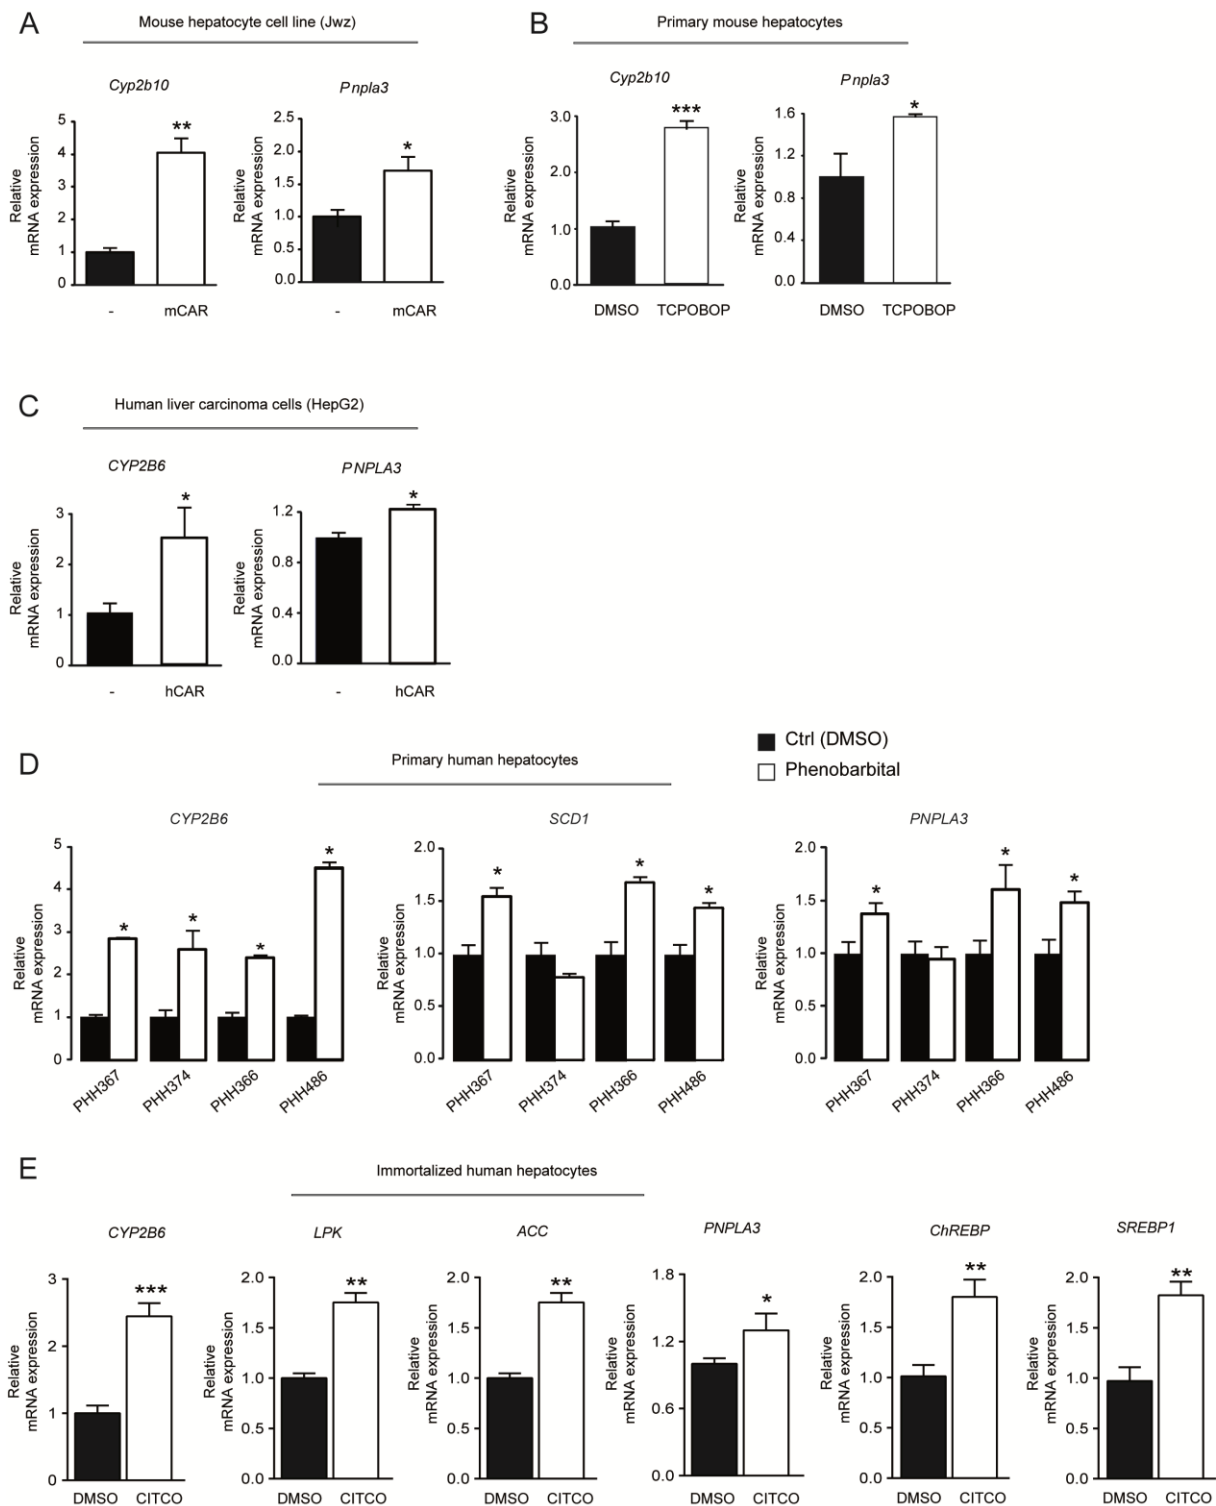 A
Mouse hepatocyte cell line (Jwz)
Cyp2b10
Relative
mRNA expression
5
4
3
2
1
0
**
-
mCAR
Pnpla3
Relative
mRNA expression
2.5
2.0
1.5
1.0
0.5
0.0
*
-
mCAR
B
Primary mouse hepatocytes
Cyp2b10
Relative
mRNA expression
3.0
2.0
1.0
0.0
***
DMSO
TCPOBOP
Pnpla3
Relative
mRNA expression
1.6
1.2
0.8
0.4
0.0
*
DMSO
TCPOBOP
C
Human liver carcinoma cells (HepG2)
CYP2B6
Relative
mRNA expression
3
2
1
0
*
-
hCAR
PNPLA3
Relative
mRNA expression
1.2
0.8
0.4
0.0
*
-
hCAR
D
Primary human hepatocytes
Ctrl (DMSO)
Phenobarbital
CYP2B6
Relative
mRNA expression
5
4
3
2
1
0
*
*
*
*
PHH367
PHH374
PHH366
PHH486
SCD1
Relative
mRNA expression
2.0
1.5
1.0
0.5
0.0
*
*
*
PHH367
PHH374
PHH366
PHH486
PNPLA3
Relative
mRNA expression
2.0
1.5
1.0
0.5
0.0
*
*
*
PHH367
PHH374
PHH366
PHH486
E
Immortalized human hepatocytes
CYP2B6
Relative
mRNA expression
3
2
1
0
***
DMSO
CITCO
LPK
Relative
mRNA expression
2.0
1.5
1.0
0.5
0.0
**
DMSO
CITCO
ACC
Relative
mRNA expression
2.0
1.5
1.0
0.5
0.0
**
DMSO
CITCO
PNPLA3
Relative
mRNA expression
1.8
1.2
0.6
0.0
*
DMSO
CITCO
ChREBP
Relative
mRNA expression
2.0
1.5
1.0
0.5
0.0
**
DMSO
CITCO
SREBP1
Relative
mRNA expression
2.0
1.5
1.0
0.5
0.0
**
DMSO
CITCO